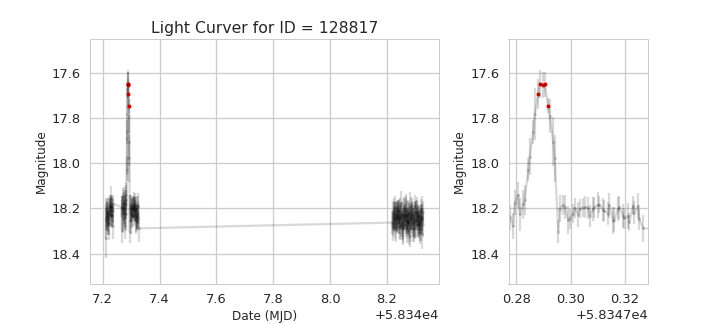 Light Curver for ID = 128817
Magnitude
17.6
17.8
18.0
18.2
18.4
7.2 7.4 7.6 7.8 8.0 8.2
Date (MJD)
+5.834e4
Magnitude
17.6
17.8
18.0
18.2
18.4
0.28 0.30 0.32
+5.8347e4